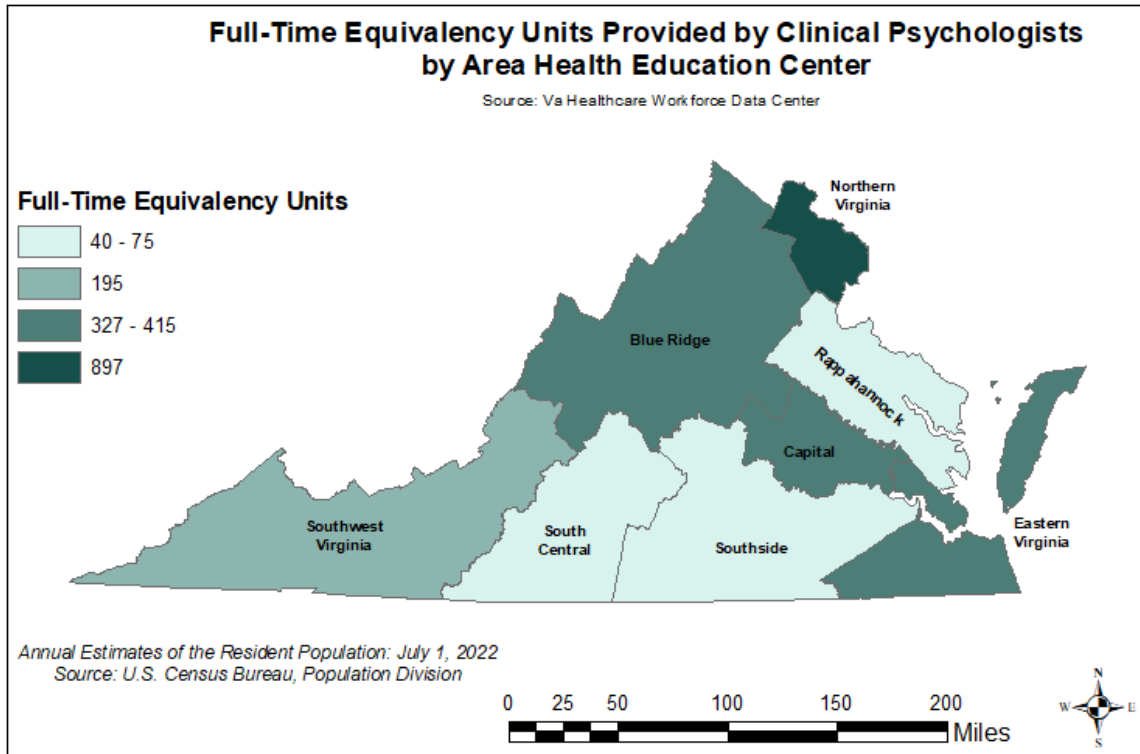 Full-Time Equivalency Units Provided by Clinical Psychologists
by Area Health Education Center
Source: Va Healthcare Workforce Data Center
Full-Time Equivalency Units
40 - 75
195
327 - 415
897
Northern
Virginia
Blue Ridge
Rappahannock
Capital
Southwest
Virginia
South
Central
Southside
Eastern
Virginia
Annual Estimates of the Resident Population: July 1, 2022
Source: U.S. Census Bureau, Population Division
0 25 50 100 150 200
Miles
N
W E
S